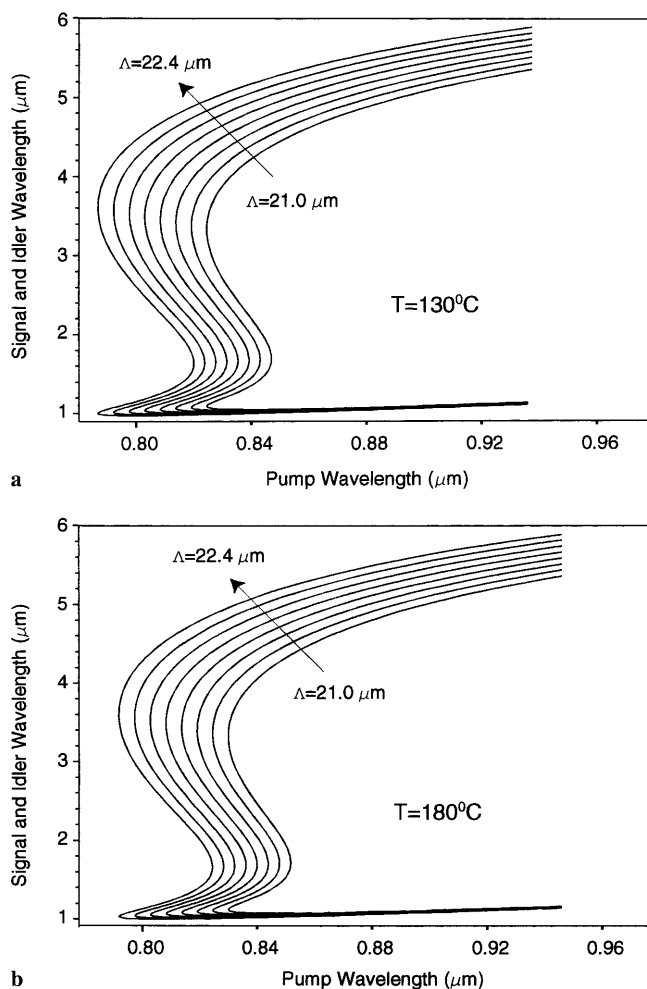 6
5
4
3
2
1
Signal and Idler Wavelength (μm)
Λ=22.4 μm
Λ=21.0 μm
T=130⁰C
0.80
0.84
0.88
0.92
0.96
a
Pump Wavelength (μm)
6
5
4
3
2
1
Signal and Idler Wavelength (μm)
Λ=22.4 μm
Λ=21.0 μm
T=180⁰C
0.80
0.84
0.88
0.92
0.96
b
Pump Wavelength (μm)